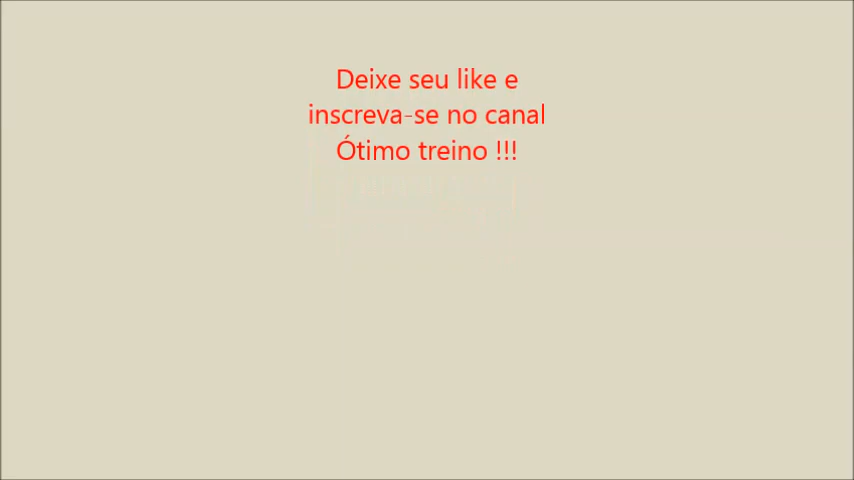 Deixe seu like e
inscreva-se no canal
Ótimo treino !!!